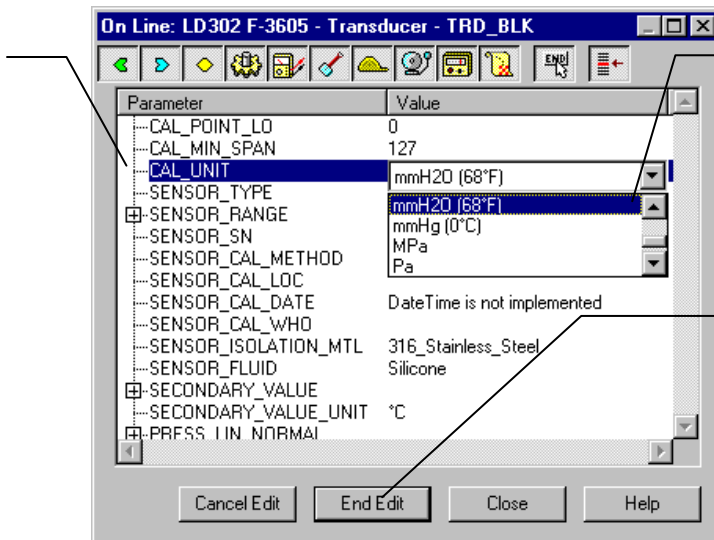 On Line: LD302 F-3605 - Transducer - TRD_BLK
END
Parameter Value
CAL_POINT_LO 0
CAL_MIN_SPAN 127
CAL_UNIT mmH2O (68°F)
SENSOR_TYPE mmH2O (68°F)
SENSOR_RANGE mmHg (0°C)
SENSOR_SN MPa
SENSOR_CAL_METHOD Pa
SENSOR_CAL_LOC
SENSOR_CAL_DATE DateTime is not implemented
SENSOR_CAL_WHO
SENSOR_ISOLATION_MTL 316_Stainless_Steel
SENSOR_FLUID Silicone
SECONDARY_VALUE
SECONDARY_VALUE_UNIT °C
PRESS_LIN_NORMAL
Cancel Edit End Edit Close Help